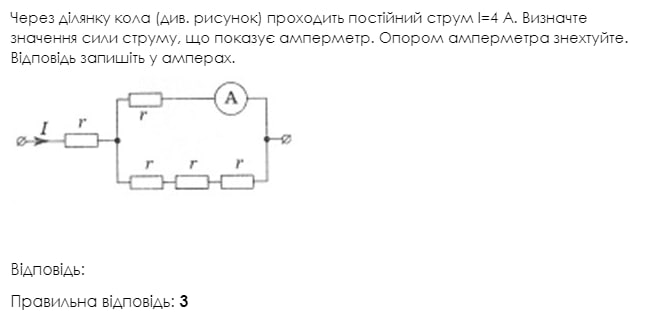 Через ділянку кола (див. рисунок) проходить постійний струм I=4 А. Визначте
значення сили струму, що показує амперметр. Опором амперметра знехтуйте.
Відповідь запишіть у амперах.
A
r
I r
r r r
Відповідь:
Правильна відповідь: 3